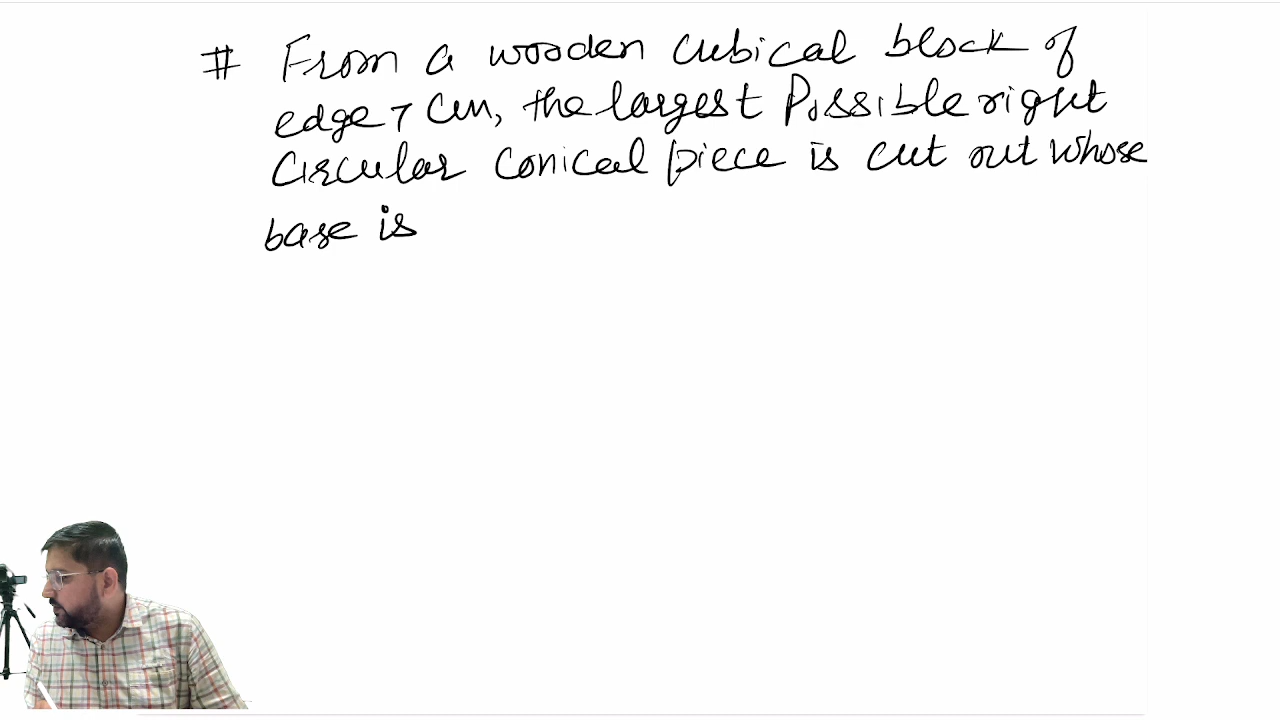 # From a wooden cubical block of
edge 7 cm, the largest Possible right
Circular Conical piece is cut out whose
base is